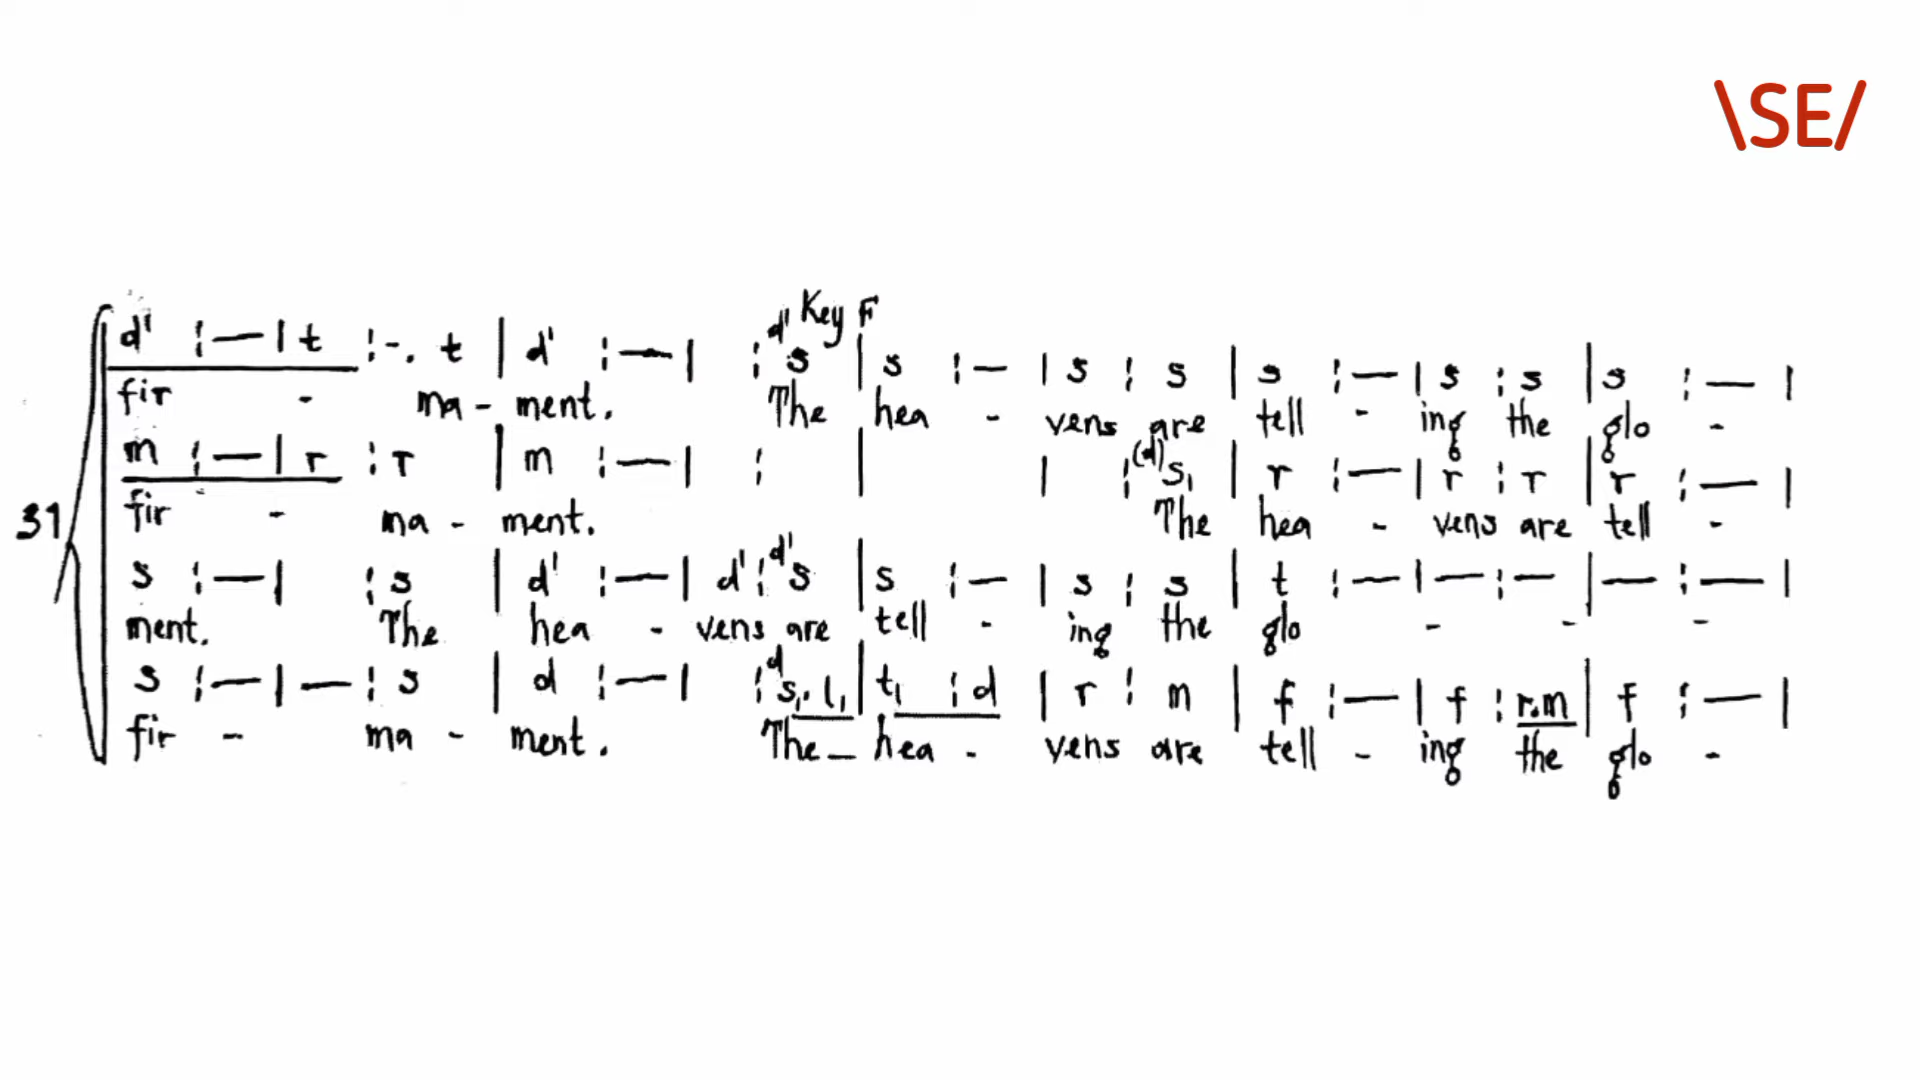 \SE/
Key F
d' :—|t :-. t | d' :—| :d's | s :— | s : s | s :—| s : s | s :—|
fir - ma - ment. The hea - vens are tell - ing the glo -
m :—| r : r | m :—| : | | :(d)s, | r :—| r : r | r :—|
31
fir - ma - ment. The hea - vens are tell -
s :—| : s | d' :—| d' :d's | s :— | s : s | t :—|—:—|—:—|
ment. The hea - vens are tell - ing the glo - - -
s :—|—: s | d :—| :ds,.l,| t, : d | r : m | f :—| f : r.m | f :—|
fir - ma - ment. The — hea - vens are tell - ing the glo -